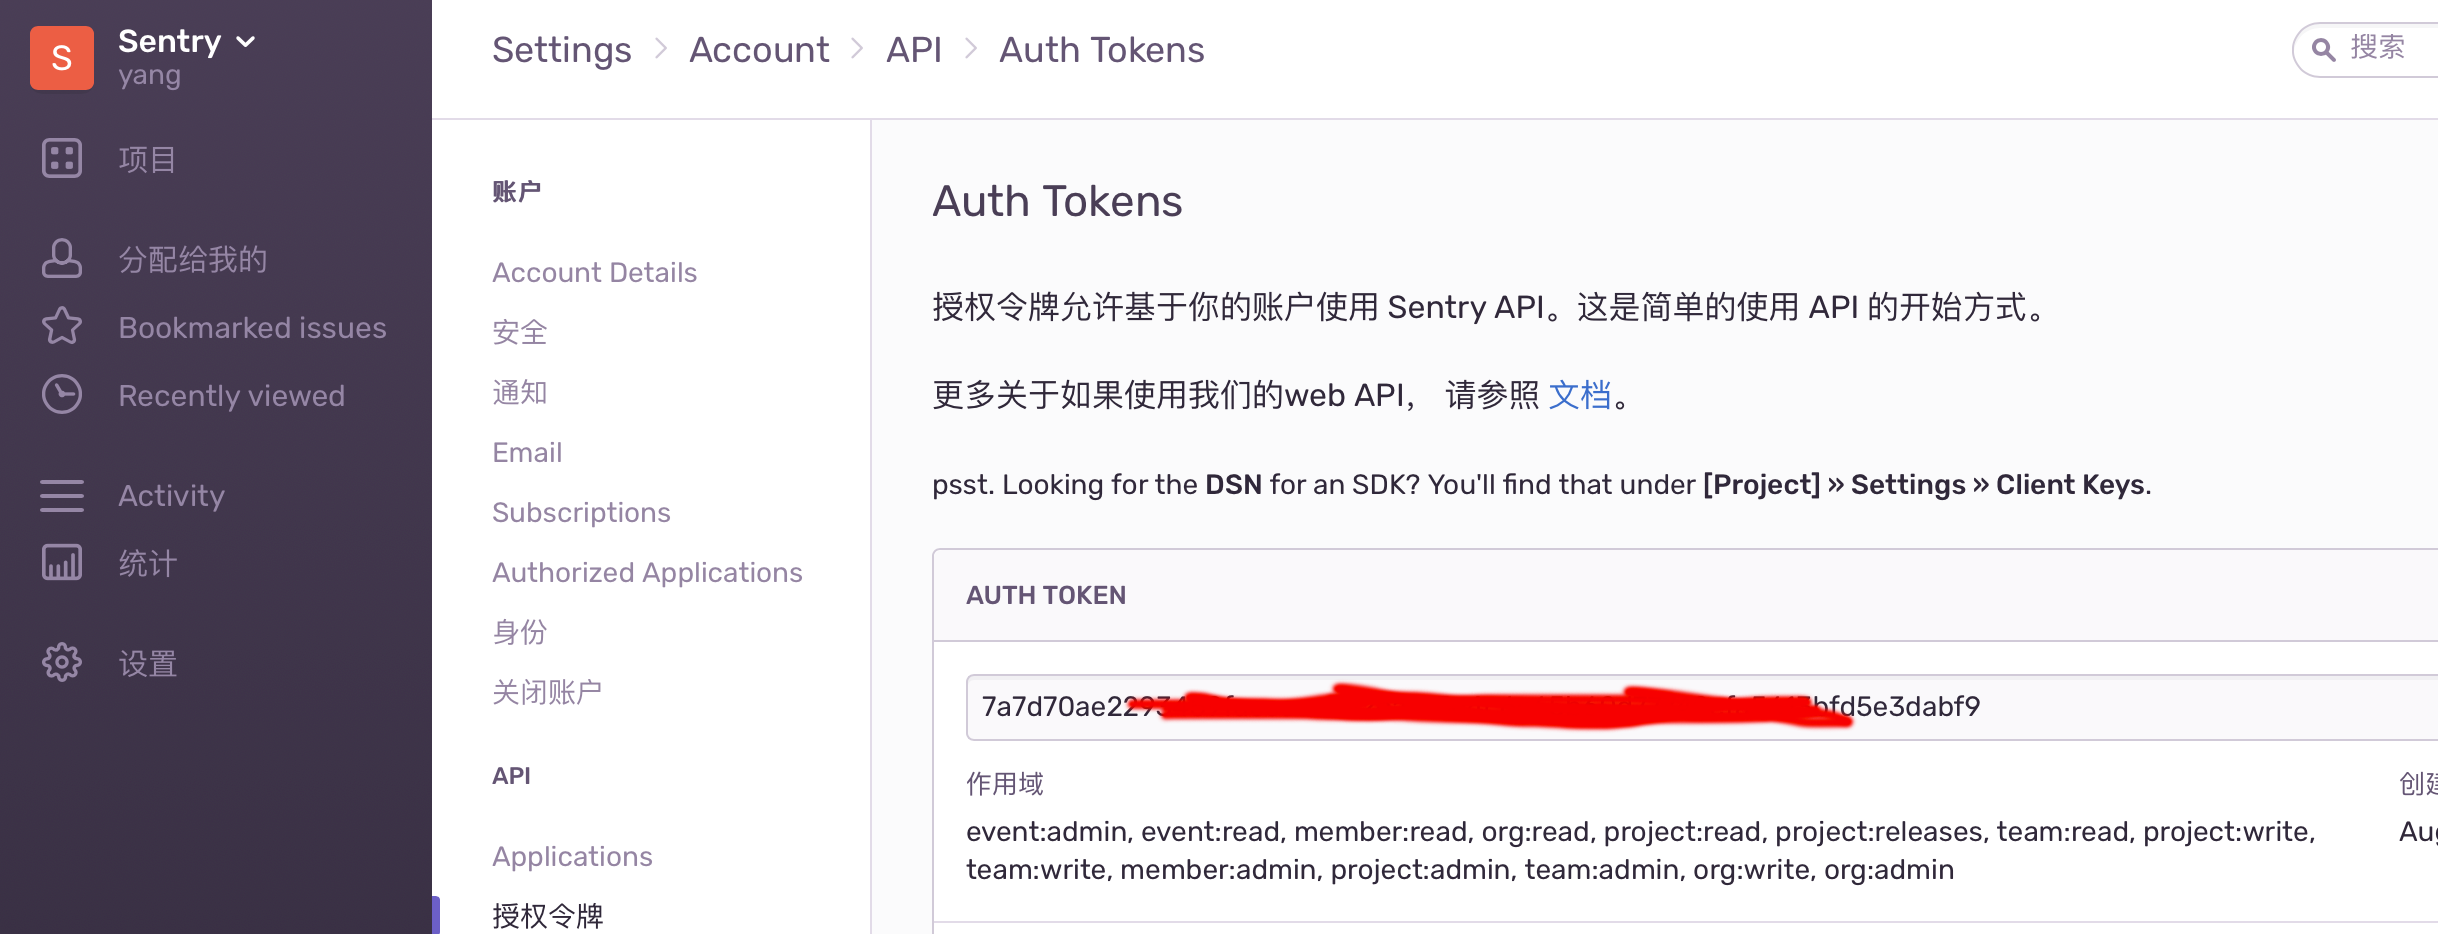 S
Sentry
yang
项目
分配给我的
Bookmarked issues
Recently viewed
Activity
统计
设置
Settings > Account > API > Auth Tokens
搜索
账户
Account Details
安全
通知
Email
Subscriptions
Authorized Applications
身份
关闭账户
API
Applications
授权令牌
Auth Tokens
授权令牌允许基于你的账户使用 Sentry API。这是简单的使用 API 的开始方式。
更多关于如果使用我们的web API， 请参照 文档。
psst. Looking for the DSN for an SDK? You'll find that under [Project] » Settings » Client Keys.
AUTH TOKEN
7a7d70ae2293 bfd5e3dabf9
作用域
event:admin, event:read, member:read, org:read, project:read, project:releases, team:read, project:write,
team:write, member:admin, project:admin, team:admin, org:write, org:admin
创建
Aug